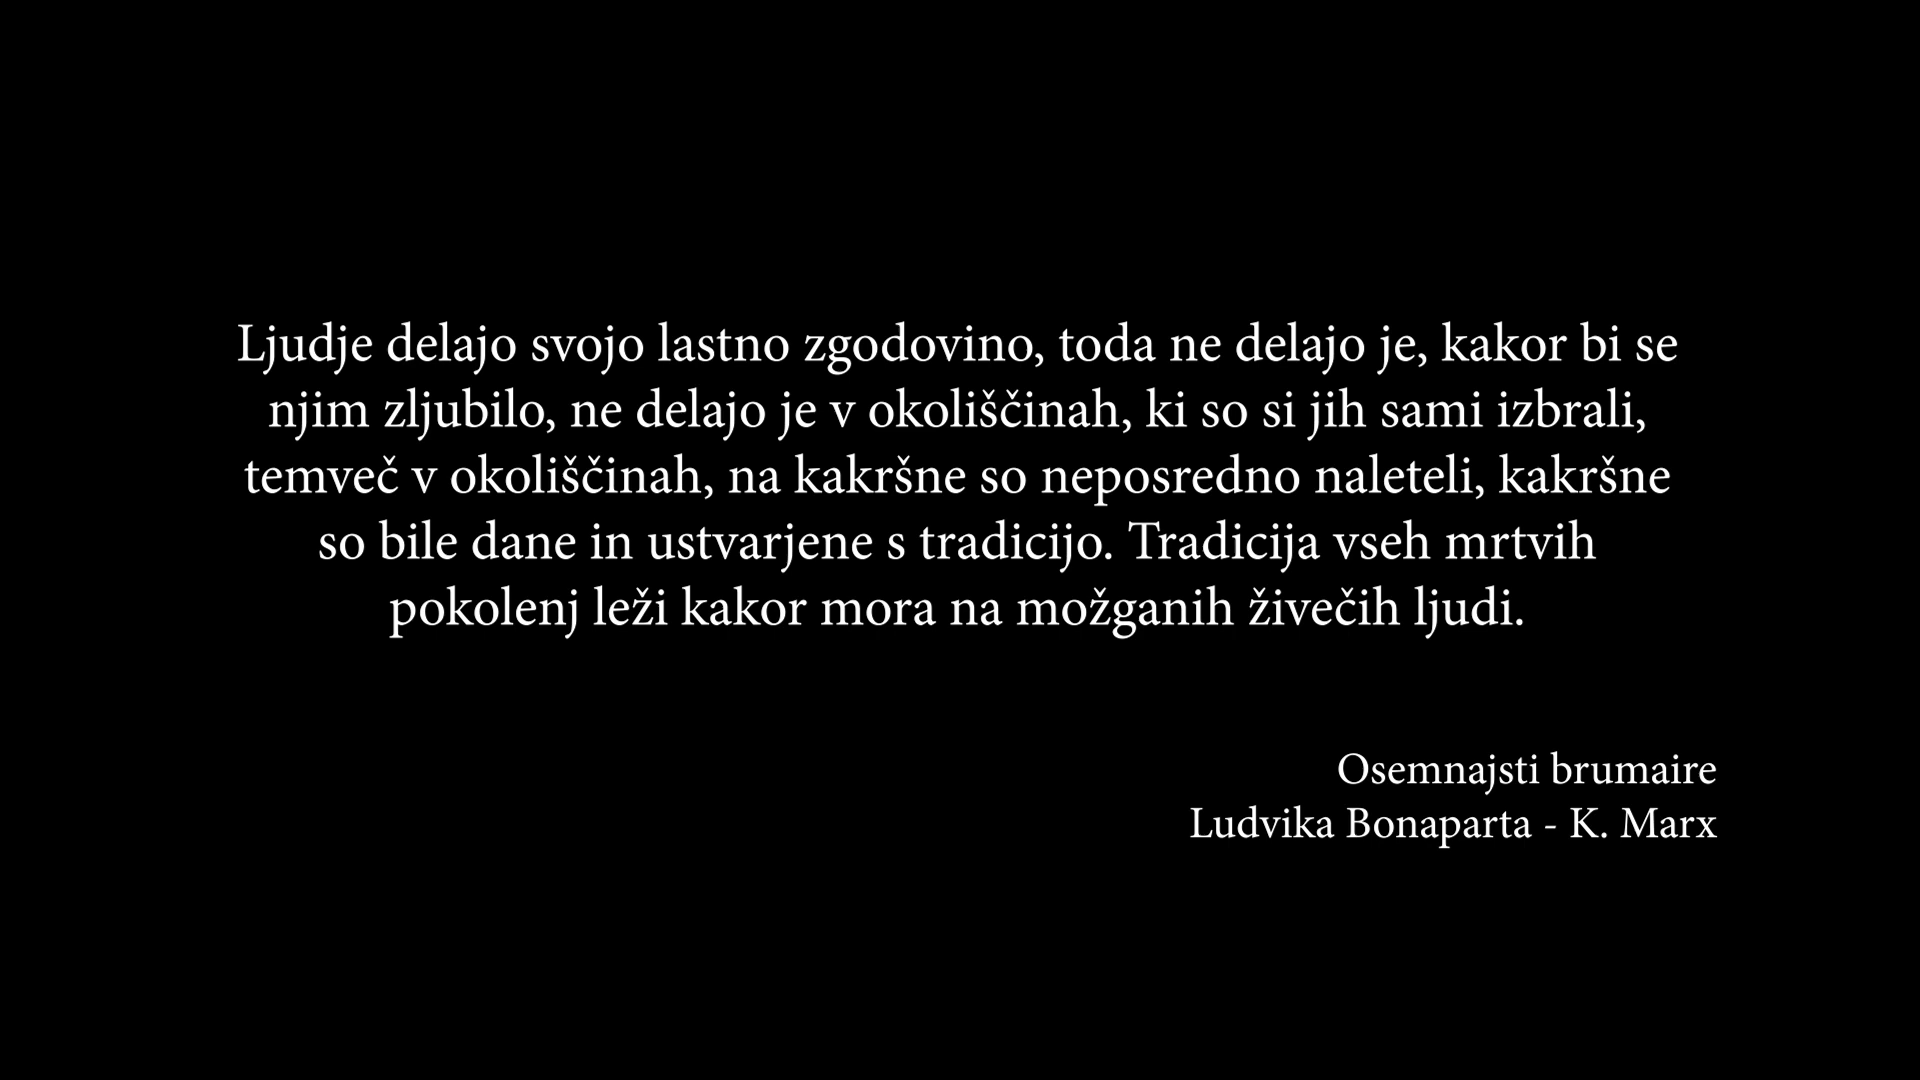 Ljudje delajo svojo lastno zgodovino, toda ne delajo je, kakor bi se
njim zljubilo, ne delajo je v okoliščinah, ki so si jih sami izbrali,
temveč v okoliščinah, na kakršne so neposredno naleteli, kakršne
so bile dane in ustvarjene s tradicijo. Tradicija vseh mrtvih
pokolenj leži kakor mora na možganih živečih ljudi.
Osemnajsti brumaire
Ludvika Bonaparta - K. Marx